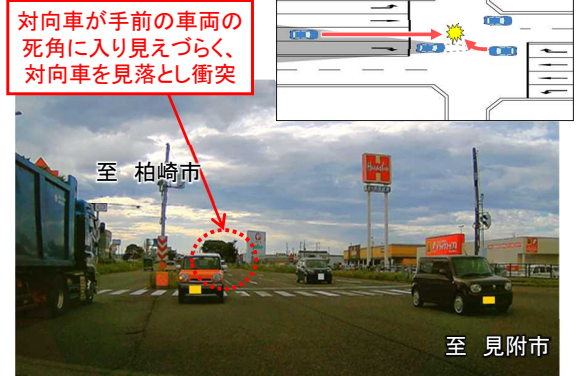 対向車が手前の車両の
死角に入り見えづらく、
対向車を見落とし衝突
至 柏崎市
至 見附市